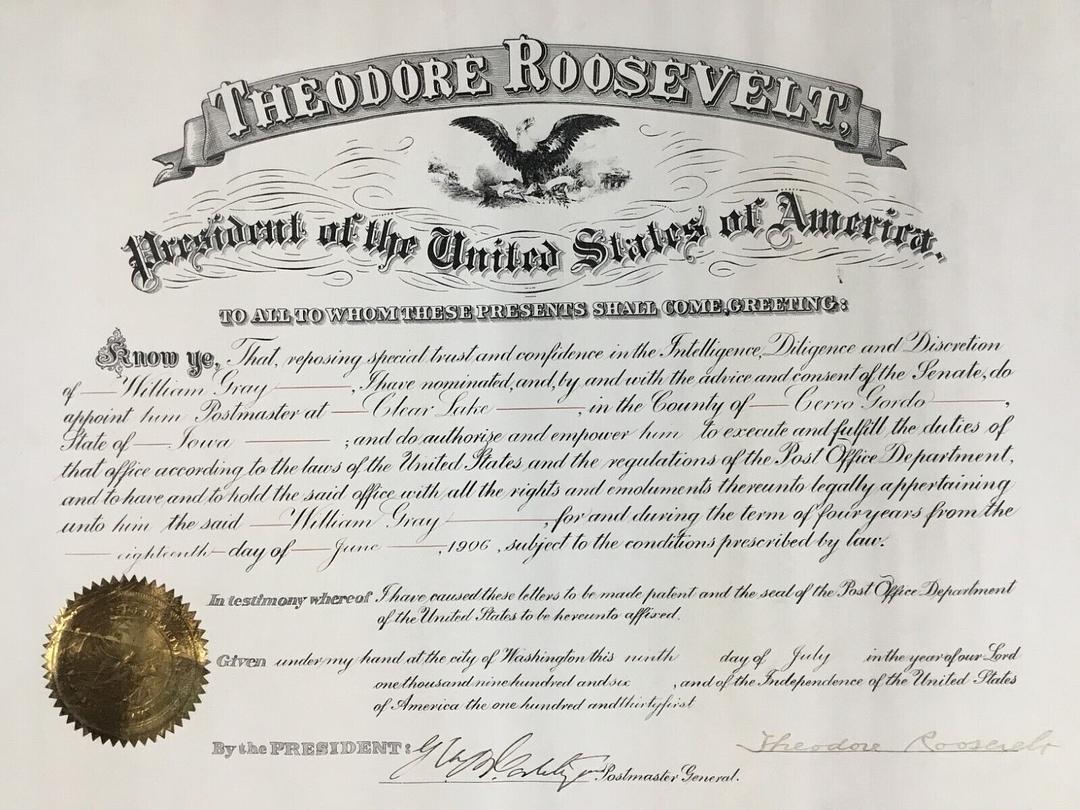 THEODORE ROOSEVELT,
President of the United States of America.
TO ALL TO WHOM THESE PRESENTS SHALL COME, GREETING:
Know ye, That, reposing special trust and confidence in the Intelligence, Diligence and Discretion
of William Gray, I have nominated, and, by and with the advice and consent of the Senate, do
appoint him Postmaster at Clear Lake, in the County of Cerro Gordo,
State of Iowa; and do authorize and empower him to execute and fulfill the duties of
that office according to the laws of the United States and the regulations of the Post Office Department,
and to have and to hold the said office with all the rights and emoluments thereunto legally appertaining
unto him the said William Gray, for and during the term of four years from the
eighteenth day of June, 1906, subject to the conditions prescribed by law.
In testimony whereof I have caused these letters to be made patent and the seal of the Post Office Department
of the United States to be hereunto affixed.
Given under my hand at the city of Washington this ninth day of July in the year of our Lord
one thousand nine hundred and six, and of the Independence of the United States
of America the one hundred and thirty first
By the PRESIDENT: Theodore Roosevelt
Postmaster General.